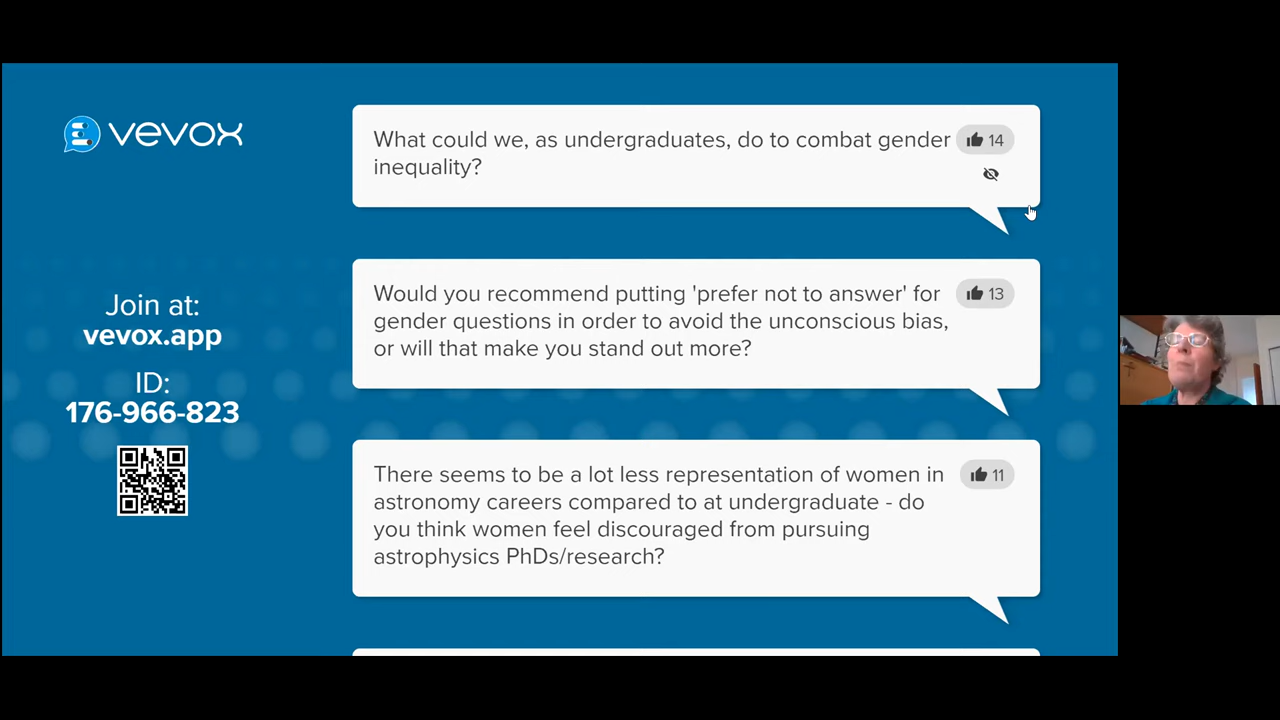 vevox
Join at:
vevox.app
ID:
176-966-823
What could we, as undergraduates, do to combat gender
inequality?
14
Would you recommend putting 'prefer not to answer' for
gender questions in order to avoid the unconscious bias,
or will that make you stand out more?
13
There seems to be a lot less representation of women in
astronomy careers compared to at undergraduate - do
you think women feel discouraged from pursuing
astrophysics PhDs/research?
11